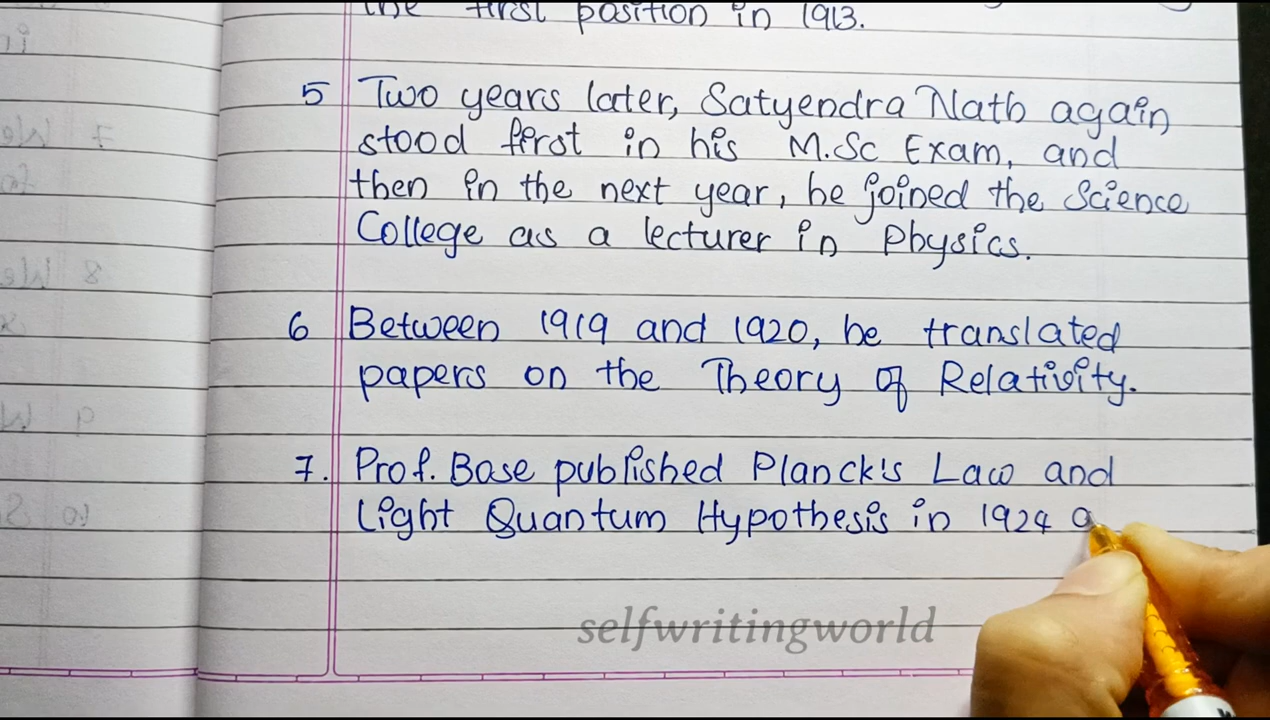 the first position in 1913.
5 Two years later, Satyendra Nath again
stood first in his M.Sc Exam, and
then in the next year, he joined the Science
College as a lecturer in Physics.
6 Between 1919 and 1920, he translated
papers on the Theory of Relativity.
7. Prof. Bose published Planck's Law and
Light Quantum Hypothesis in 1924 a
selfwritingworld